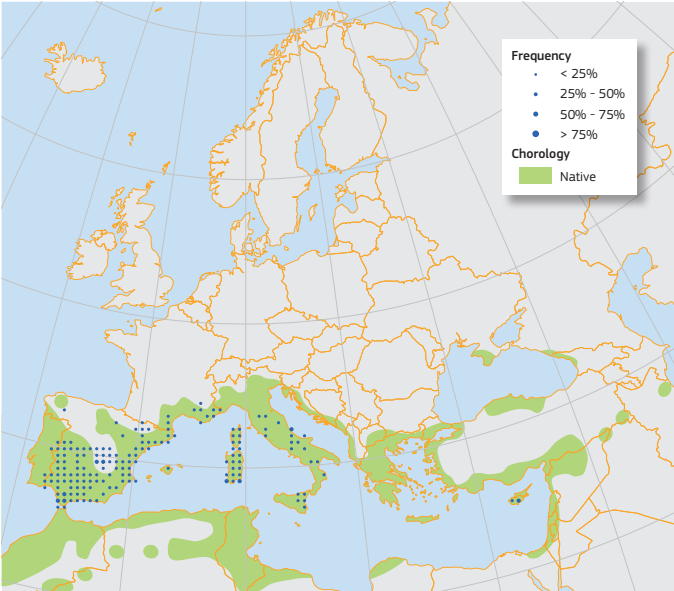 Frequency
< 25%
25% - 50%
50% - 75%
> 75%
Chorology
Native